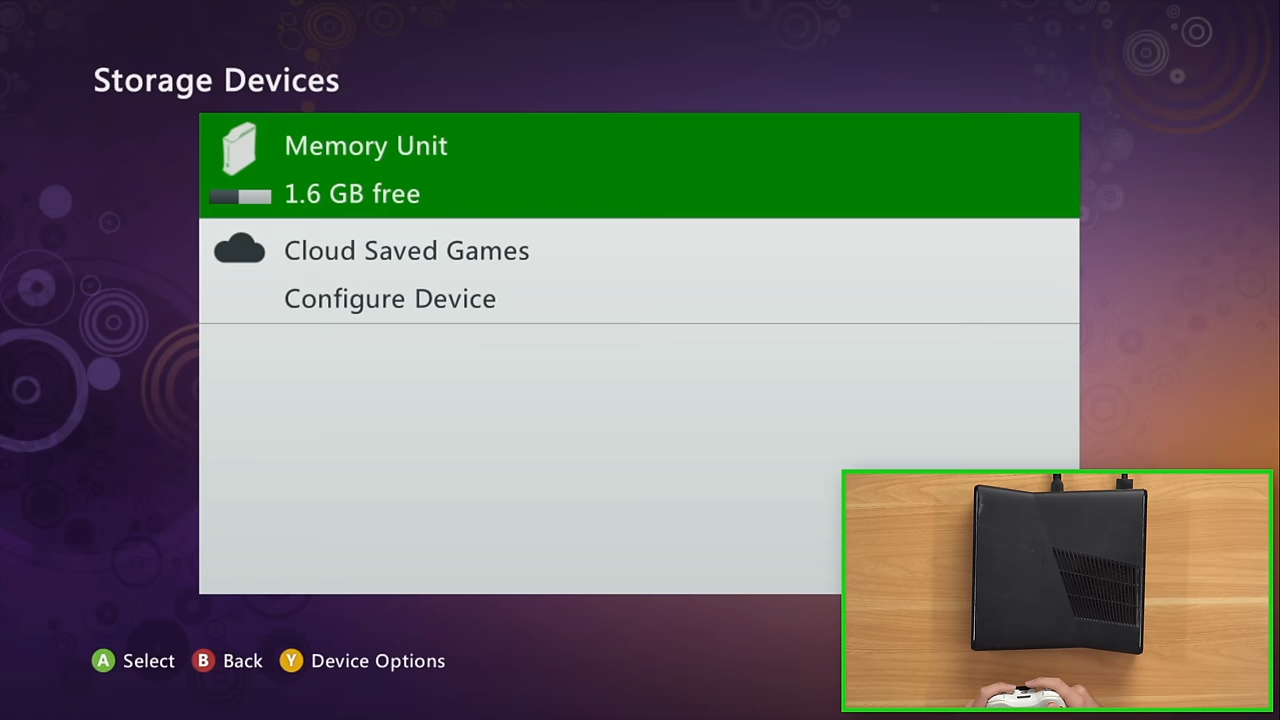 Storage Devices
Memory Unit
1.6 GB free
Cloud Saved Games
Configure Device
A Select B Back Y Device Options